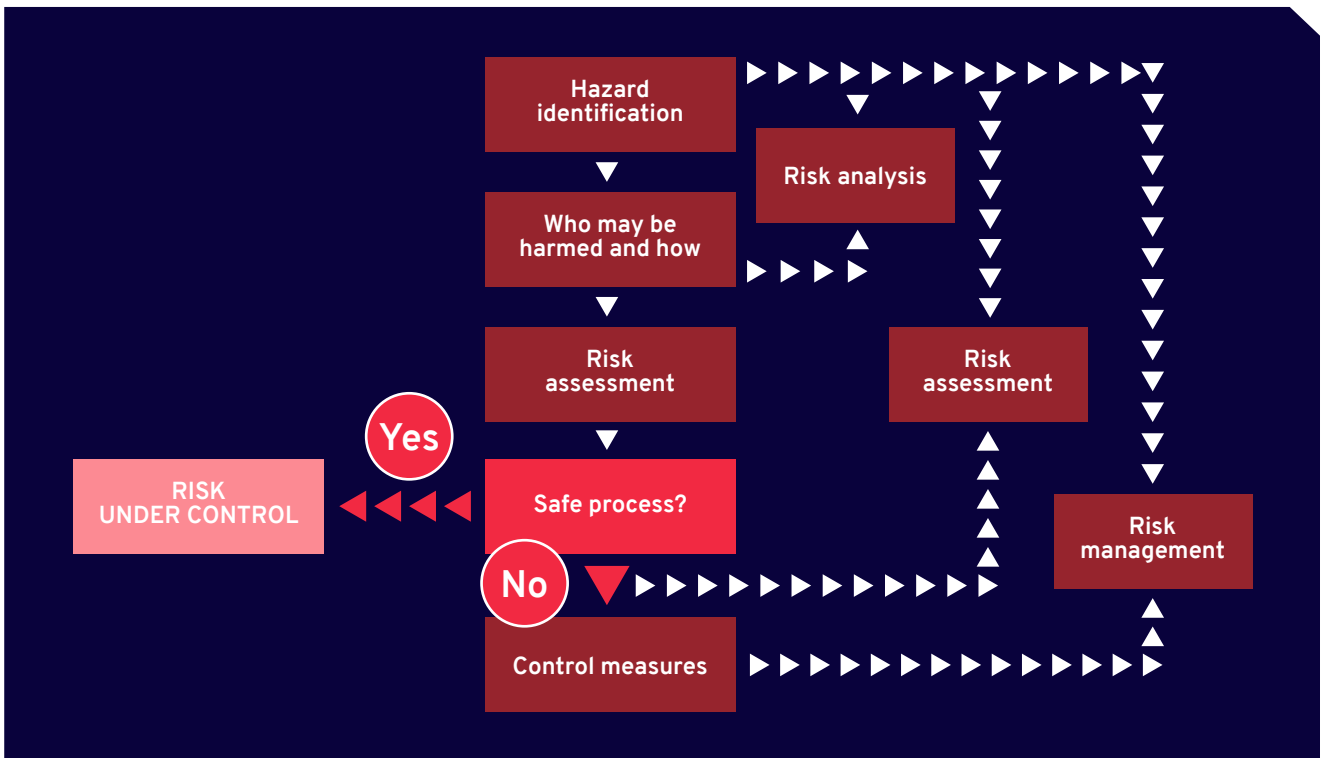 Hazard
identification
Risk analysis
Who may be
harmed and how
Risk
assessment
Risk
assessment
Yes
RISK
UNDER CONTROL
Safe process?
Risk
management
No
Control measures